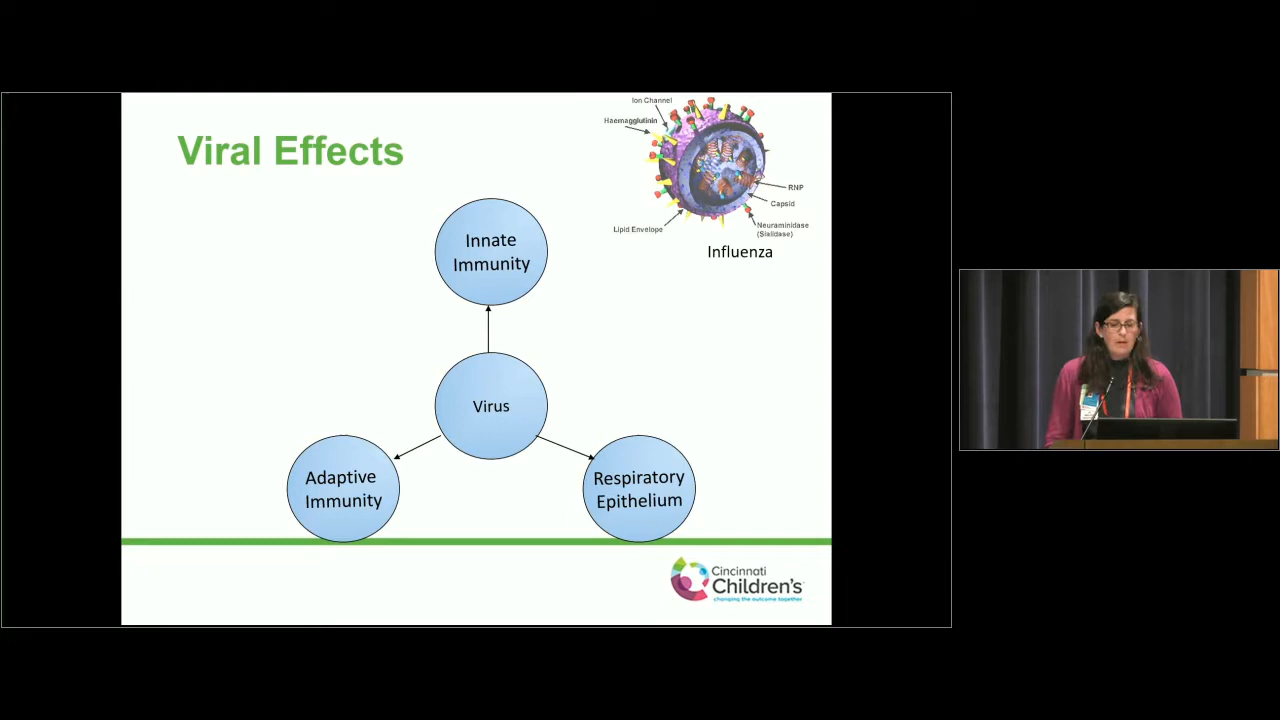 Viral Effects
Ion Channel
Haemagglutinin
RNP
Capsid
Neuraminidase
(Sialidase)
Lipid Envelope
Influenza
Innate
Immunity
Virus
Adaptive
Immunity
Respiratory
Epithelium
Cincinnati
Children's
changing the outcome together